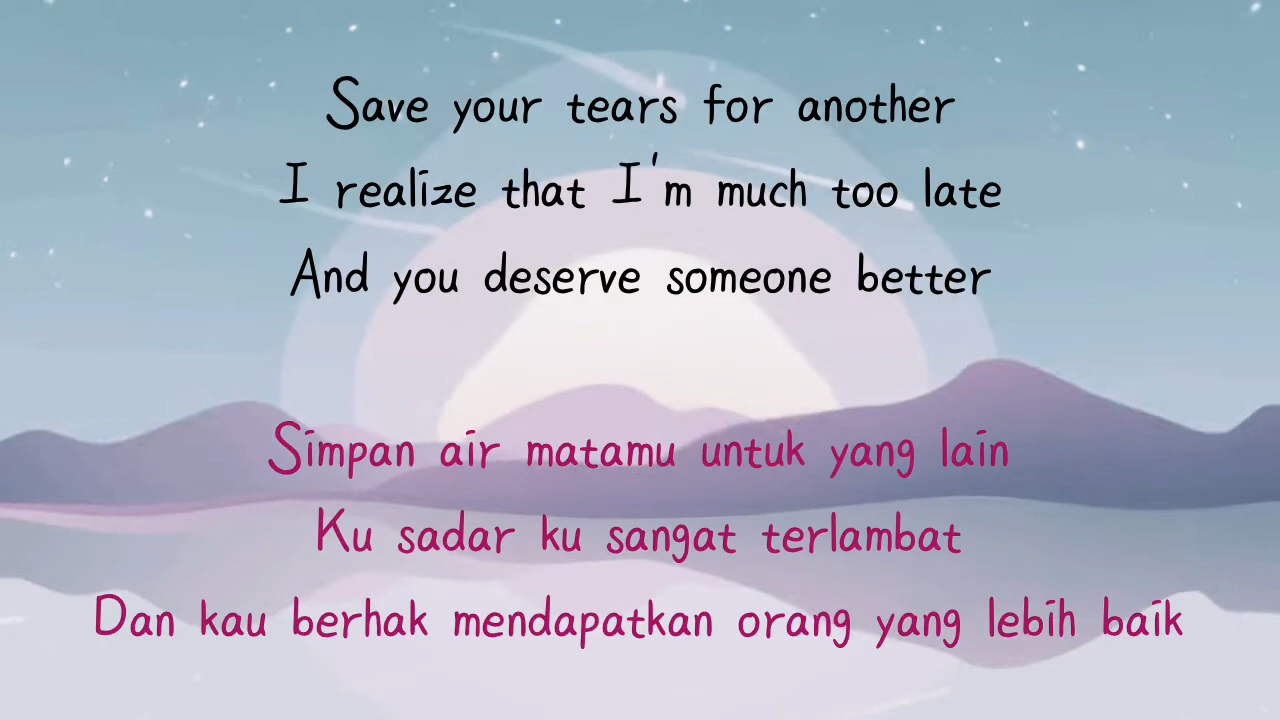 Save your tears for another
I realize that I'm much too late
And you deserve someone better
Simpan air matamu untuk yang lain
Ku sadar ku sangat terlambat
Dan kau berhak mendapatkan orang yang lebih baik